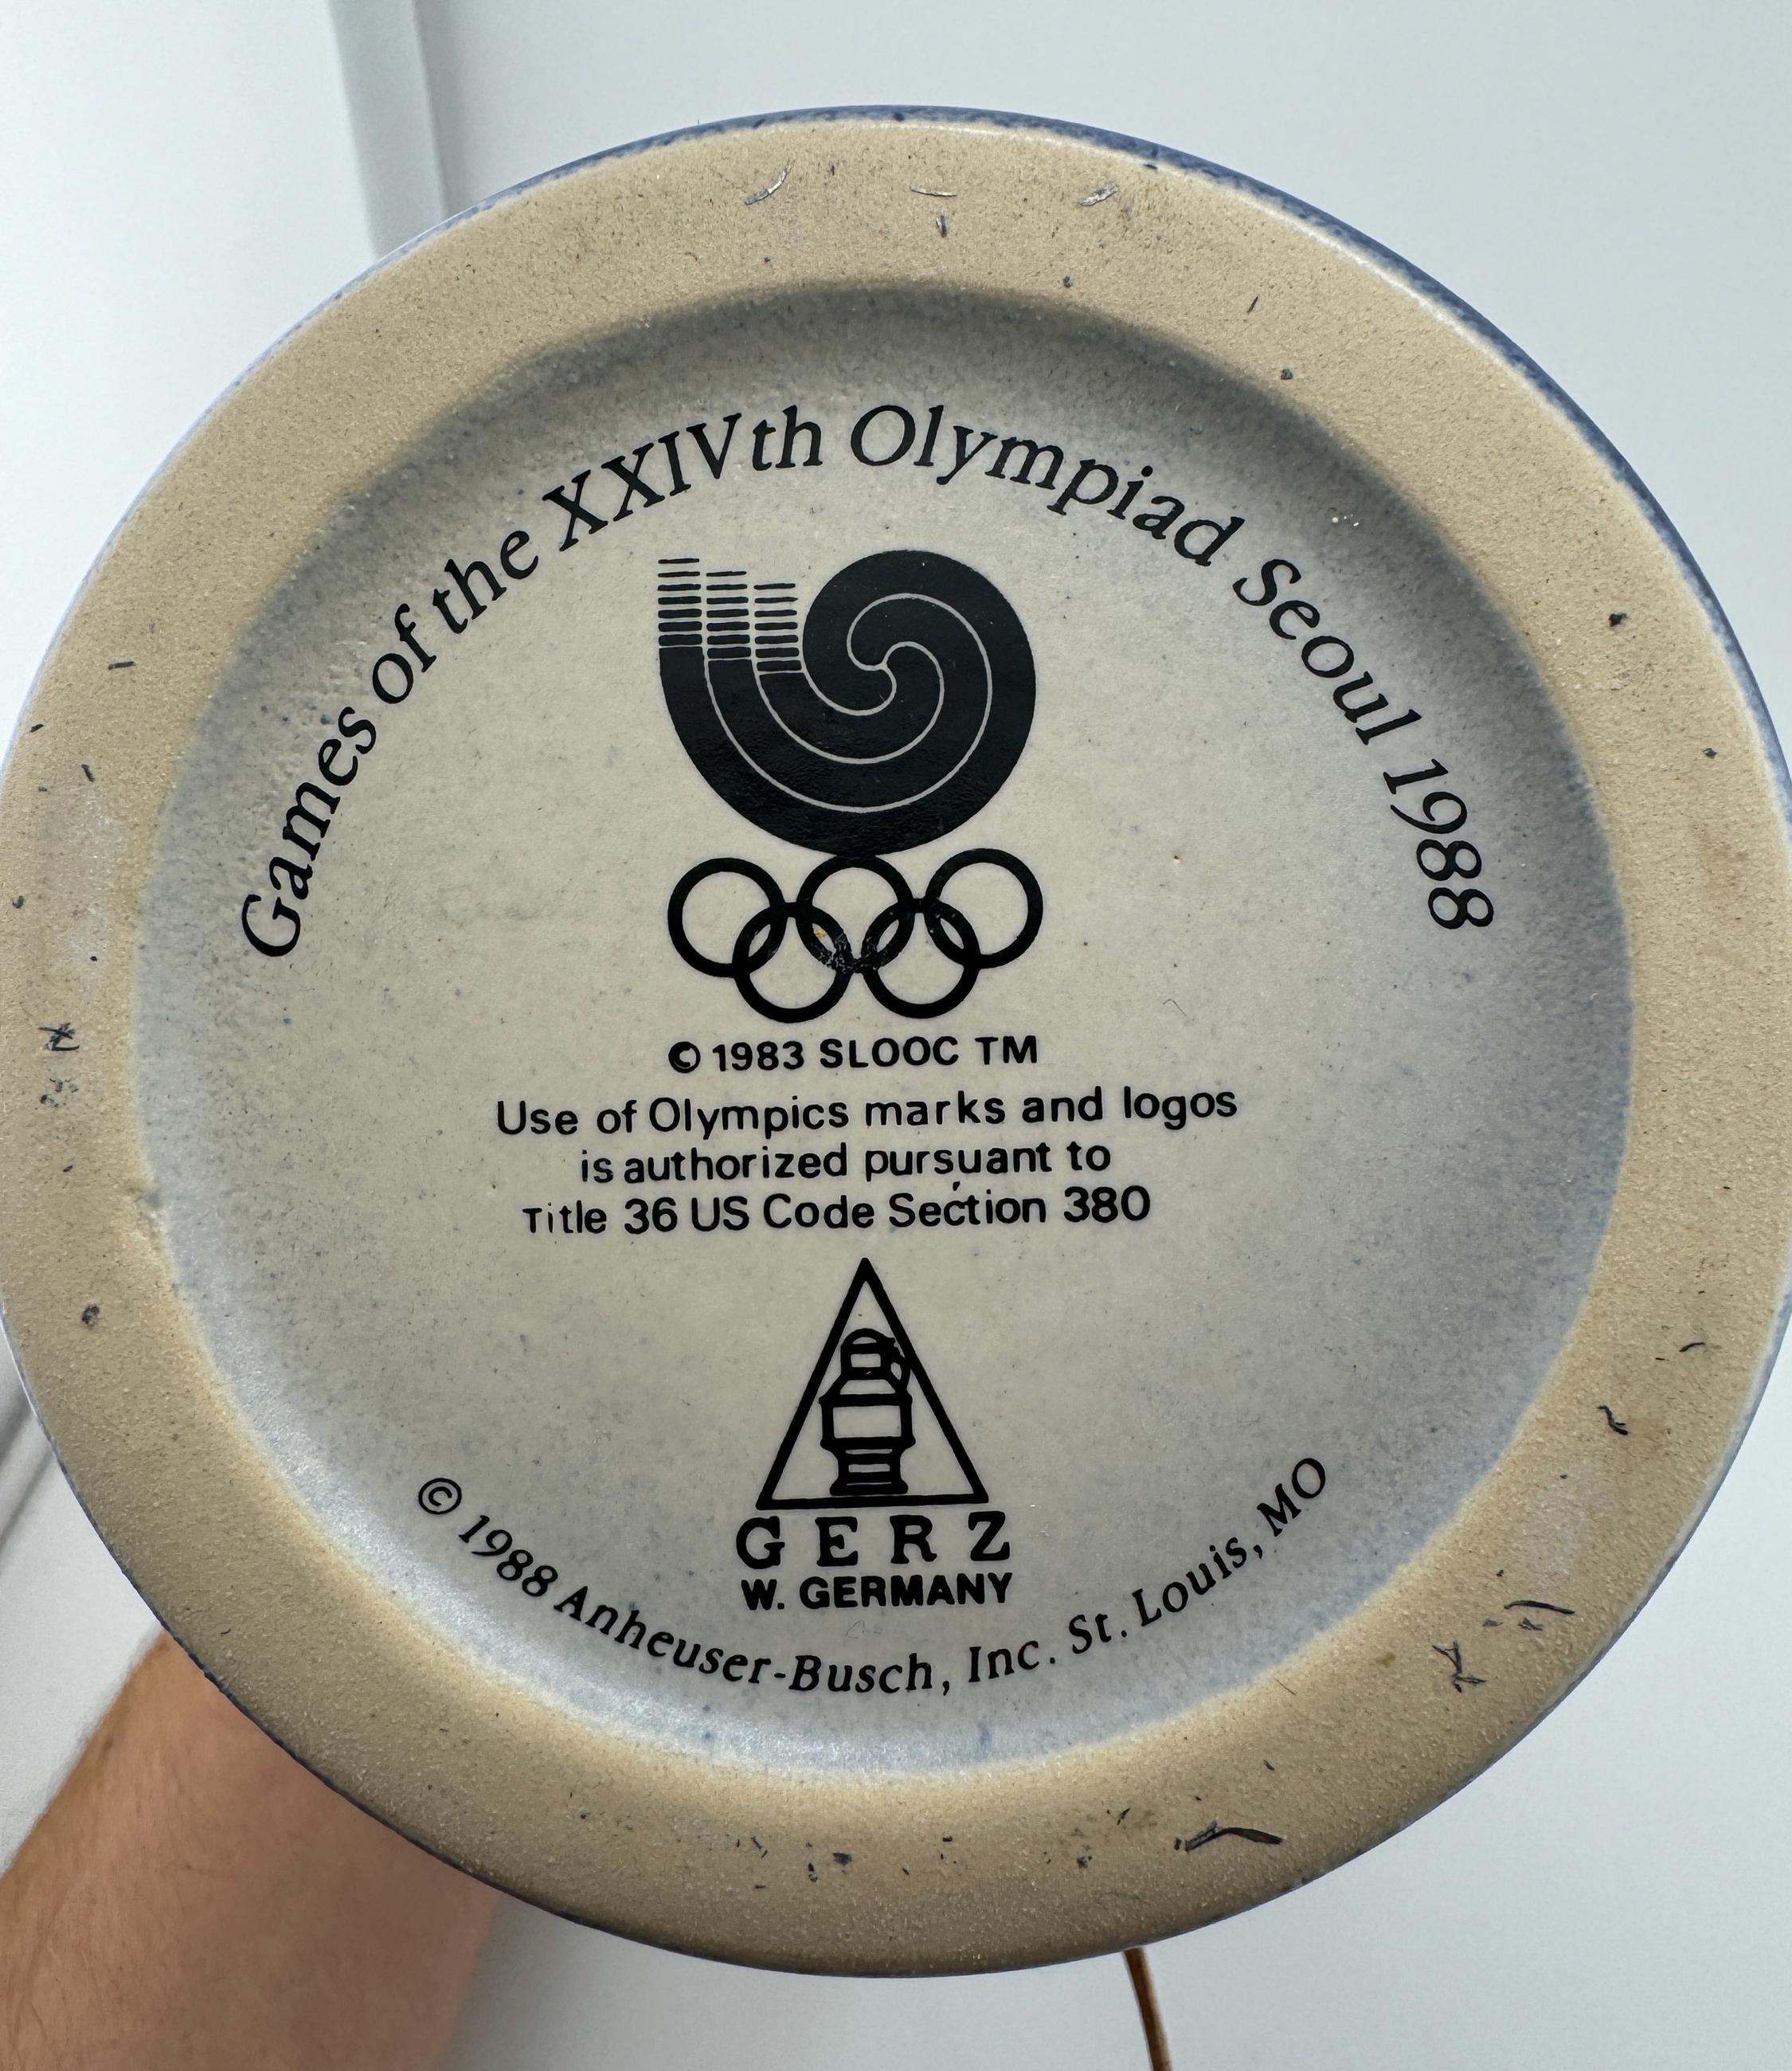 Games of the XXIVth Olympiad Seoul 1988
© 1983 SLOOC TM
Use of Olympics marks and logos
is authorized pursuant to
Title 36 US Code Section 380
GERZ
W. GERMANY
© 1988 Anheuser-Busch, Inc. St. Louis, MO